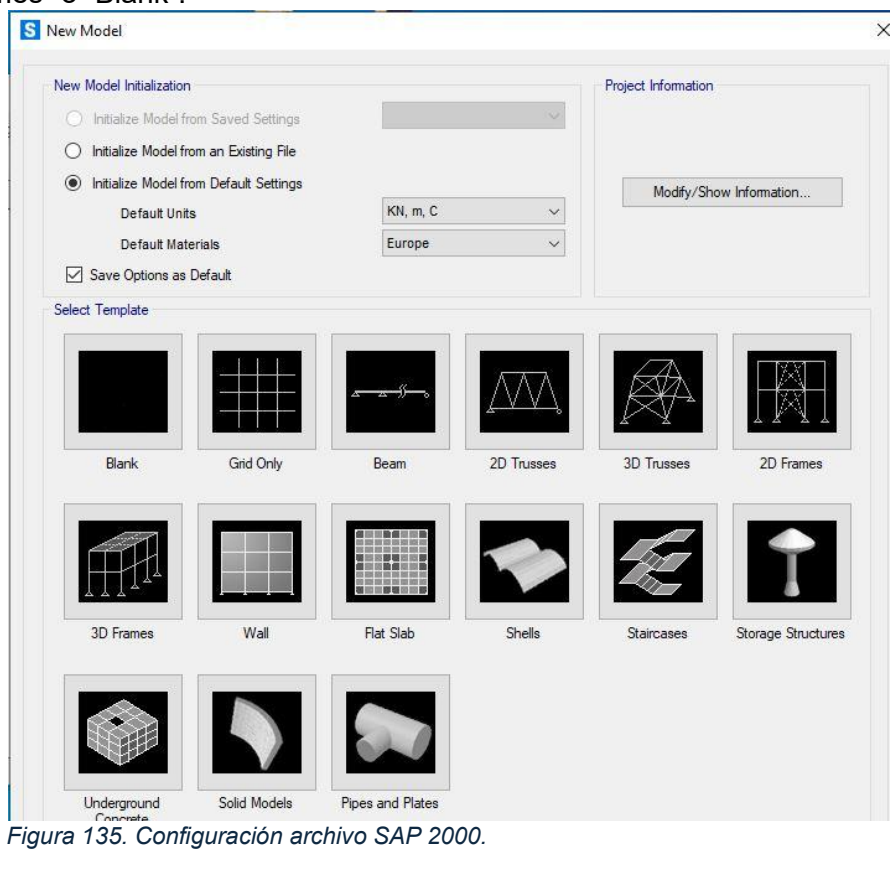 "Blank".
S New Model
New Model Initialization
Project Information
Initialize Model from Saved Settings
Initialize Model from an Existing File
Initialize Model from Default Settings
Modify/Show Information...
Default Units KN, m, C
Default Materials Europe
Save Options as Default
Select Template
Blank Grid Only Beam 2D Trusses 3D Trusses 2D Frames
3D Frames Wall Flat Slab Shells Staircases Storage Structures
Underground Solid Models Pipes and Plates
Concrete
Figura 135. Configuración archivo SAP 2000.